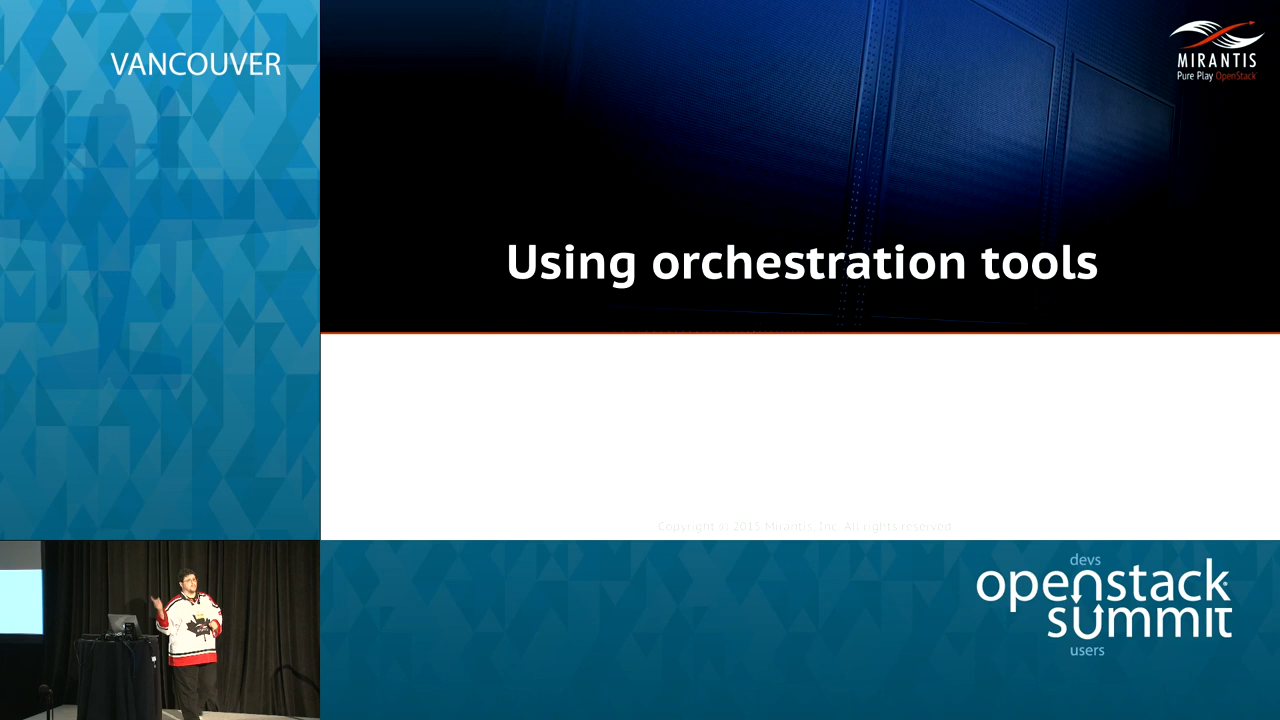 VANCOUVER
MIRANTIS
Pure Play OpenStack
Using orchestration tools
Copyright © 2015 Mirantis, Inc. All rights reserved
devs
openstack
summit
users